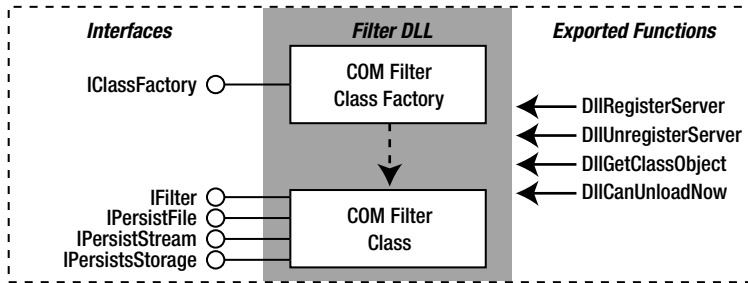 Interfaces
Filter DLL
Exported Functions
IClassFactory
COM Filter
Class Factory
DllRegisterServer
DllUnregisterServer
DllGetClassObject
DllCanUnloadNow
IFilter
IPersistFile
IPersistStream
IPersistsStorage
COM Filter
Class